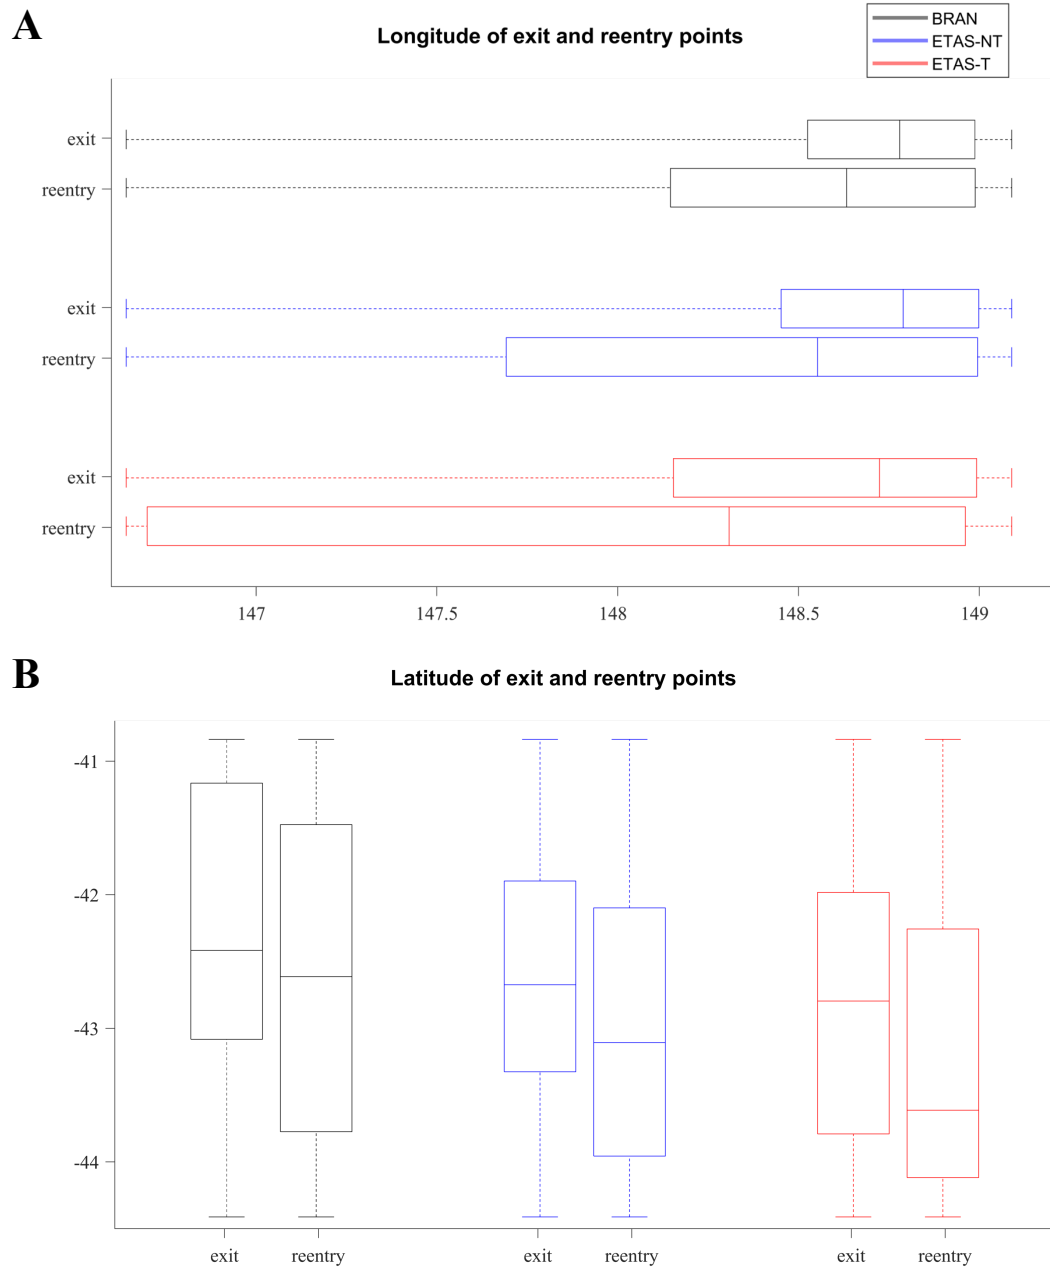 A
Longitude of exit and reentry points
BRAN
ETAS-NT
ETAS-T
exit
reentry
exit
reentry
exit
reentry
147 147.5 148 148.5 149
B
Latitude of exit and reentry points
-41
-42
-43
-44
exit reentry exit reentry exit reentry